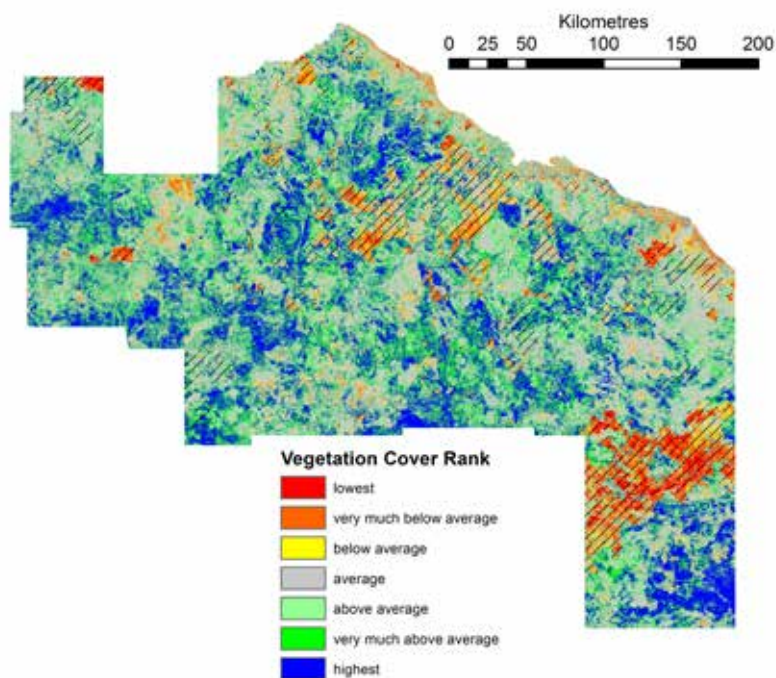 Kilometres
0 25 50 100 150 200
Vegetation Cover Rank
lowest
very much below average
below average
average
above average
very much above average
highest